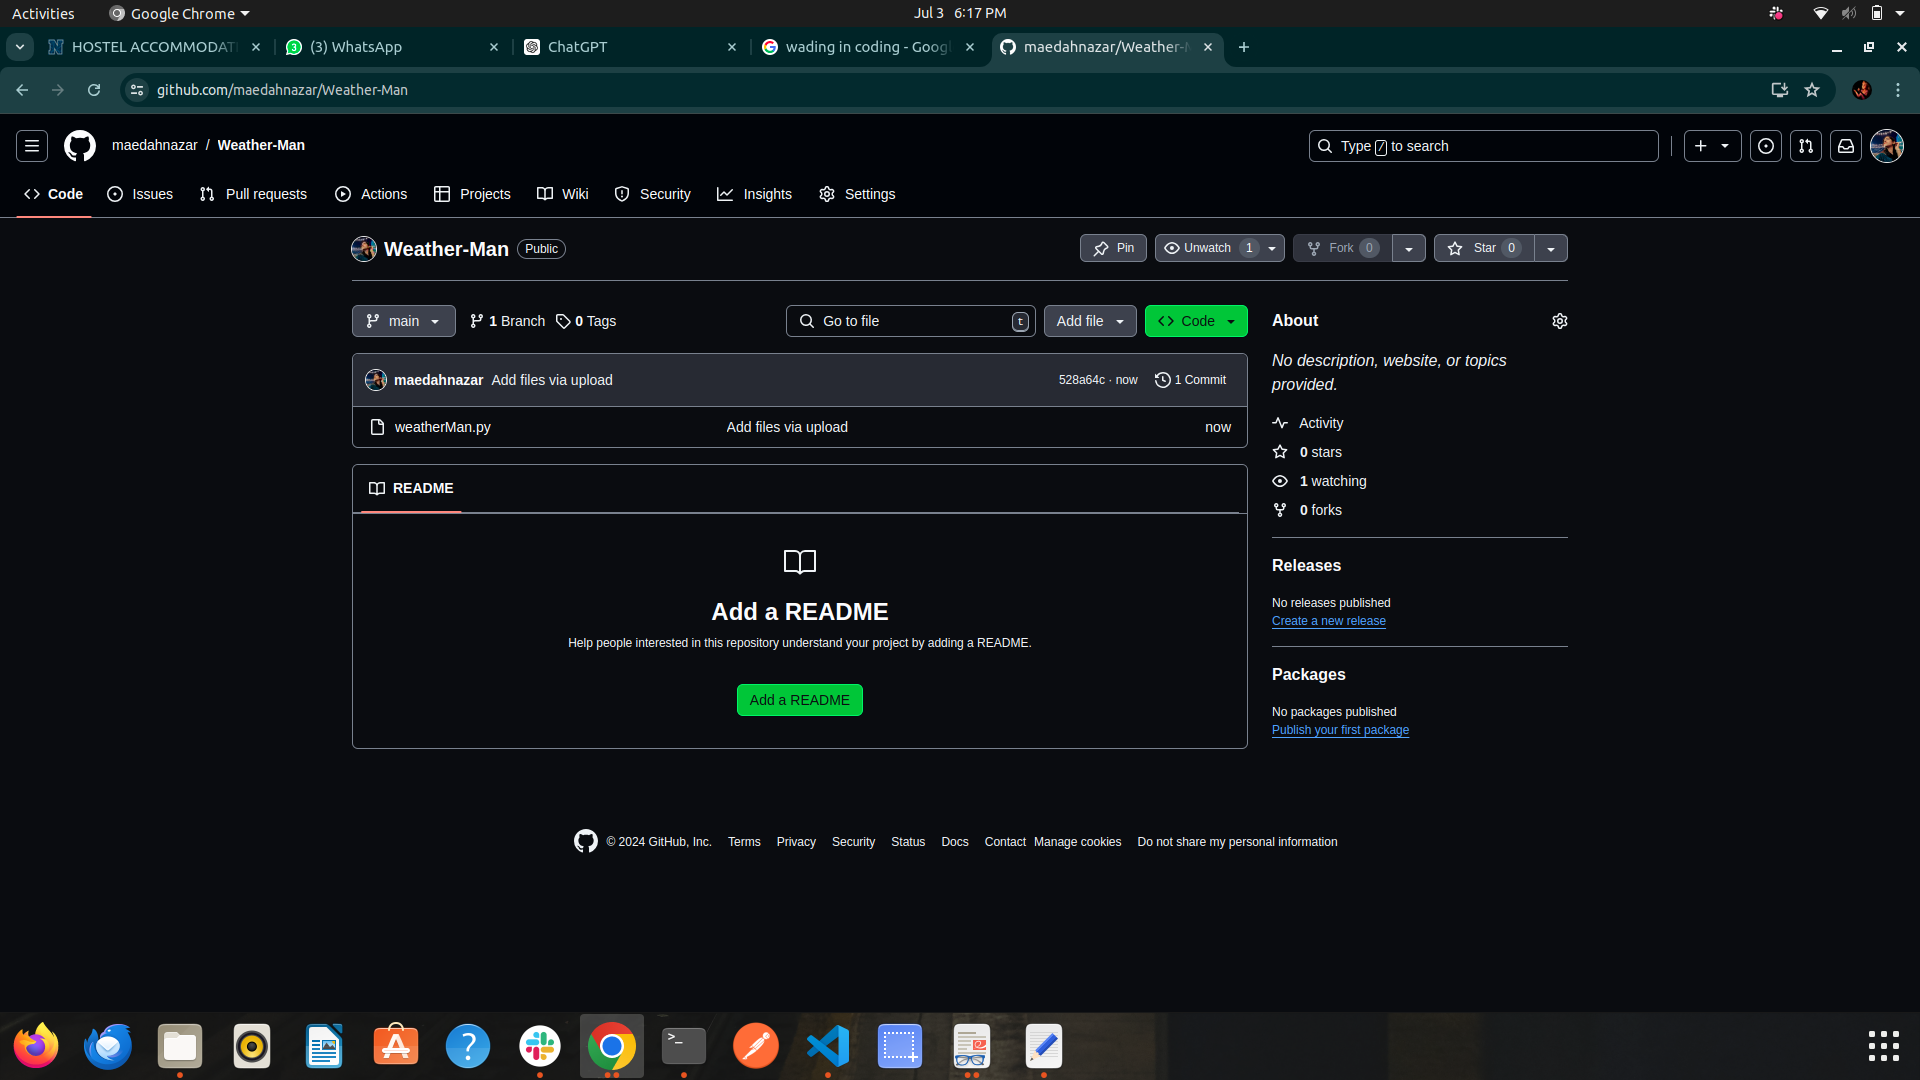 Activities Google Chrome Jul 3 6:17 PM
HOSTEL ACCOMMODAT (3) WhatsApp ChatGPT wading in coding - Googl maedahnazar/Weather-M
github.com/maedahnazar/Weather-Man
maedahnazar / Weather-Man Type / to search
Code Issues Pull requests Actions Projects Wiki Security Insights Settings
Weather-Man Public Pin Unwatch 1 Fork 0 Star 0
main 1 Branch 0 Tags Go to file t Add file Code About
No description, website, or topics
provided.
maedahnazar Add files via upload 528a64c · now 1 Commit
weatherMan.py Add files via upload now
Activity
0 stars
1 watching
0 forks
README
Add a README
Help people interested in this repository understand your project by adding a README.
Add a README
Releases
No releases published
Create a new release
Packages
No packages published
Publish your first package
© 2024 GitHub, Inc. Terms Privacy Security Status Docs Contact Manage cookies Do not share my personal information